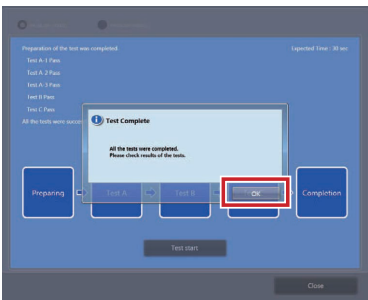 Preparation of the test was completed.
Expected Time : 30 sec
Test A-1 Pass
Test A-2 Pass
Test A-3 Pass
Test B Pass
Test C Pass
All the tests were succe
Test Complete
All the tests were completed.
Please check results of the tests.
OK
Preparing
Test A
Test B
Completion
Test start
Close